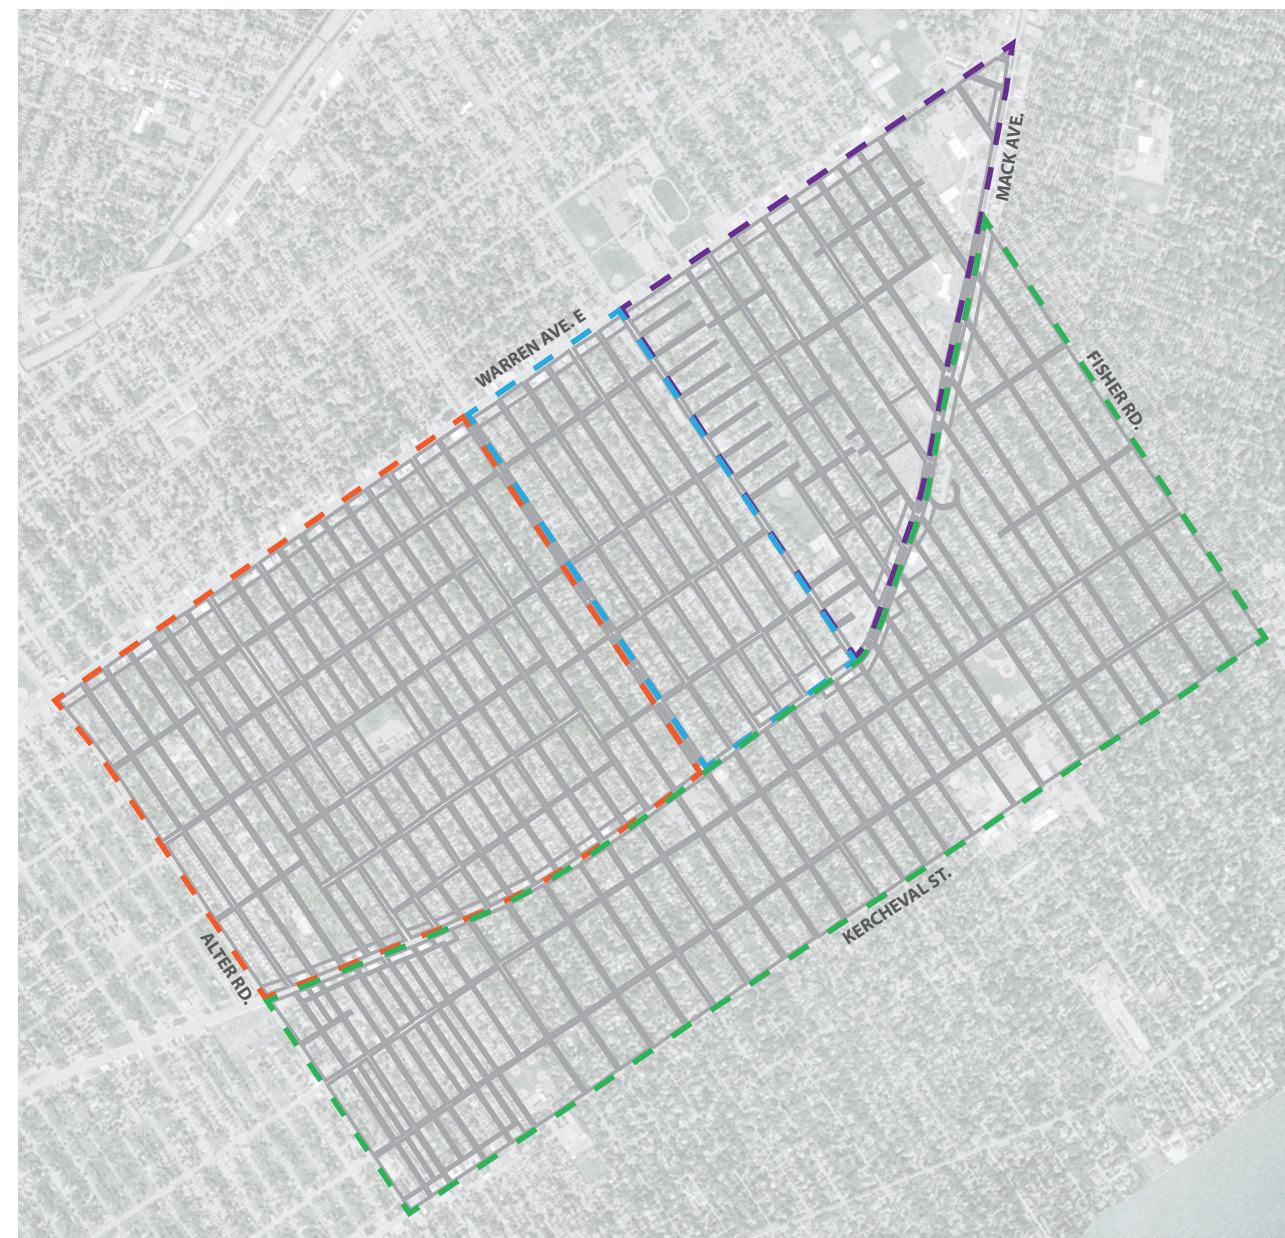 MACK AVE.
WARREN AVE. E
FISHER RD.
KERCHEVAL ST.
ALTER RD.